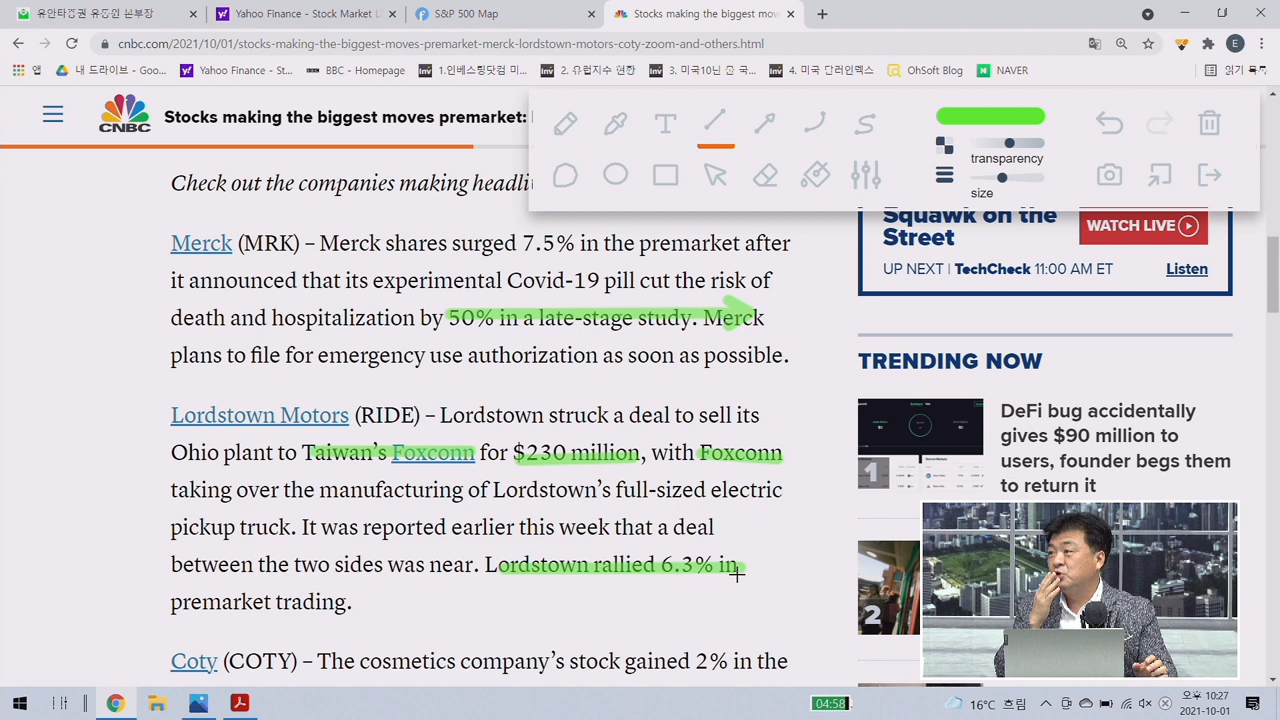 유안타증권 유동원 본부장
Yahoo Finance - Stock Market Li
S&P 500 Map
Stocks making the biggest move
cnbc.com/2021/10/01/stocks-making-the-biggest-moves-premarket-merck-lordstown-motors-coty-zoom-and-others.html
E
앱
내 드라이브 - Goo...
Yahoo Finance - St...
BBC - Homepage
1.인베스팅닷컴 미...
2. 유럽지수 현황
3. 미국10년 존 국...
4. 미국 달러인덱스
OhSoft Blog
NAVER
읽기 목록
CNBC
Stocks making the biggest moves premarket:
transparency
size
Check out the companies making headli
Merck (MRK) – Merck shares surged 7.5% in the premarket after
it announced that its experimental Covid-19 pill cut the risk of
death and hospitalization by 50% in a late-stage study. Merck
plans to file for emergency use authorization as soon as possible.
Lordstown Motors (RIDE) – Lordstown struck a deal to sell its
Ohio plant to Taiwan's Foxconn for $230 million, with Foxconn
taking over the manufacturing of Lordstown's full-sized electric
pickup truck. It was reported earlier this week that a deal
between the two sides was near. Lordstown rallied 6.3% in
premarket trading.
Coty (COTY) – The cosmetics company's stock gained 2% in the
Squawk on the
Street
WATCH LIVE
UP NEXT | TechCheck 11:00 AM ET
Listen
TRENDING NOW
1
DeFi bug accidentally
gives $90 million to
users, founder begs them
to return it
2
04:58
16°C 흐림
오후 10:27
2021-10-01